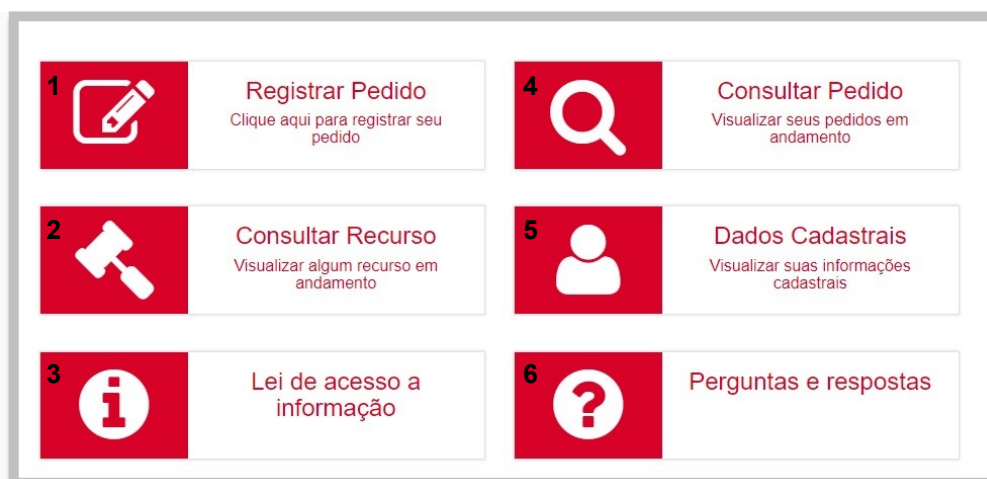 1
Registrar Pedido
Clique aqui para registrar seu
pedido
4
Consultar Pedido
Visualizar seus pedidos em
andamento
2
Consultar Recurso
Visualizar algum recurso em
andamento
5
Dados Cadastrais
Visualizar suas informações
cadastrais
3
Lei de acesso a
informação
6
Perguntas e respostas